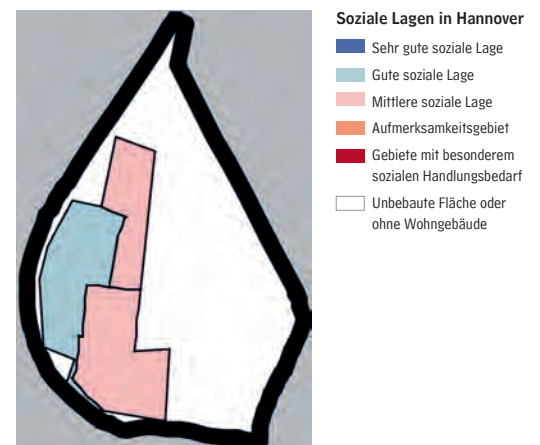 Soziale Lagen in Hannover
Sehr gute soziale Lage
Gute soziale Lage
Mittlere soziale Lage
Aufmerksamkeitsgebiet
Gebiete mit besonderem
sozialen Handlungsbedarf
Unbebaute Fläche oder
ohne Wohngebäude